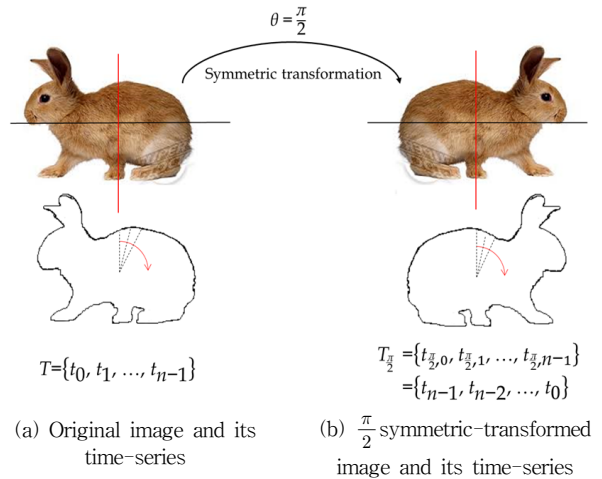 θ = π/2
Symmetric transformation
T={t0, t1, ..., tn−1}
Tπ/2 ={tπ/2,0, tπ/2,1, ..., tπ/2,n−1}
={tn−1, tn−2, ..., t0}
(a) Original image and its
time-series
(b) π/2 symmetric-transformed
image and its time-series